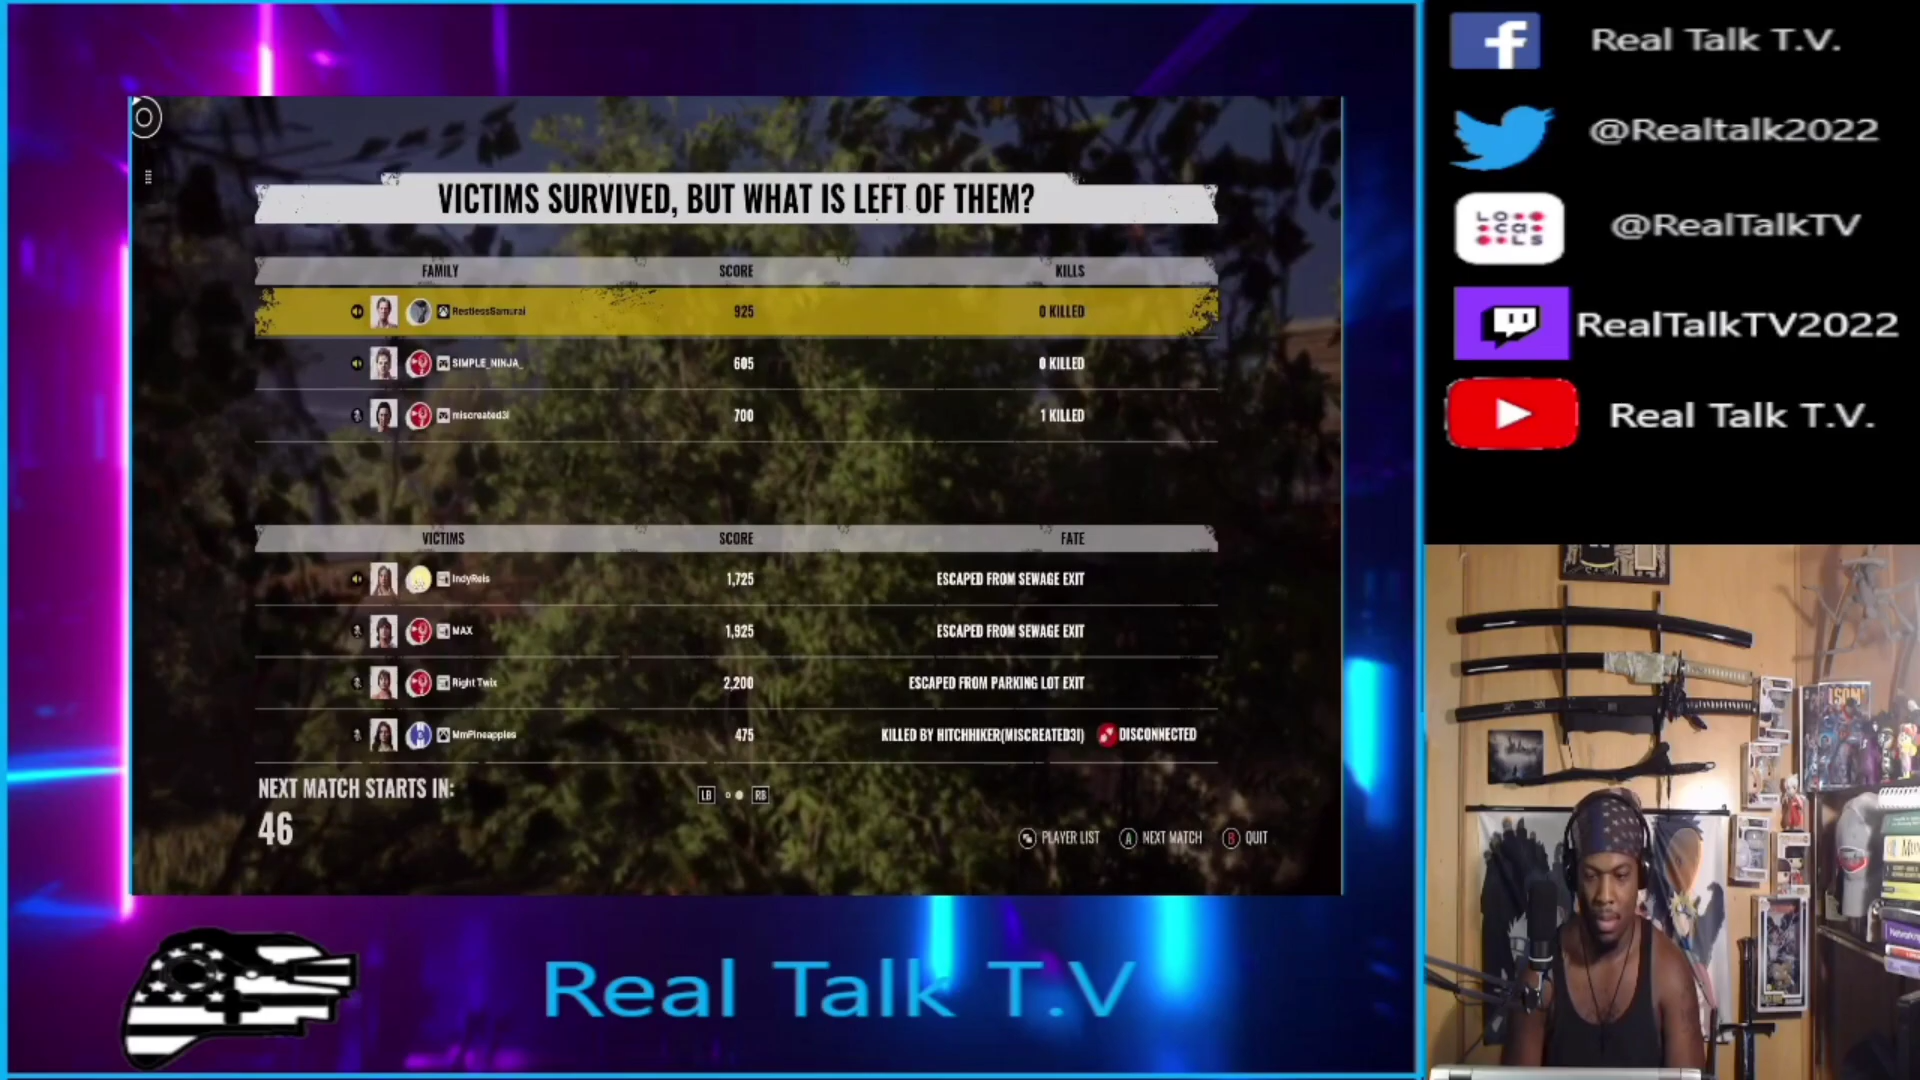 VICTIMS SURVIVED, BUT WHAT IS LEFT OF THEM?
FAMILY SCORE KILLS
RestlessSamurai 925 0 KILLED
SIMPLE_NINJA_ 605 0 KILLED
miscreated3l 700 1 KILLED
VICTIMS SCORE FATE
IndyReis 1,725 ESCAPED FROM SEWAGE EXIT
MAX 1,925 ESCAPED FROM SEWAGE EXIT
Right Twix 2,200 ESCAPED FROM PARKING LOT EXIT
MmPineapples 475 KILLED BY HITCHHIKER(MISCREATED3I) DISCONNECTED
NEXT MATCH STARTS IN:
46
LB RB
PLAYER LIST A NEXT MATCH B QUIT
Real Talk T.V
f Real Talk T.V.
@Realtalk2022
LOCALS @RealTalkTV
RealTalkTV2022
Real Talk T.V.